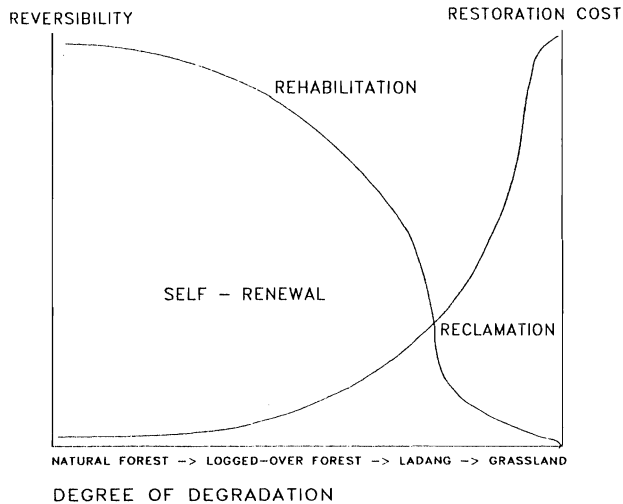 REVERSIBILITY
RESTORATION COST
REHABILITATION
SELF – RENEWAL
RECLAMATION
NATURAL FOREST –> LOGGED–OVER FOREST –> LADANG –> GRASSLAND
DEGREE OF DEGRADATION